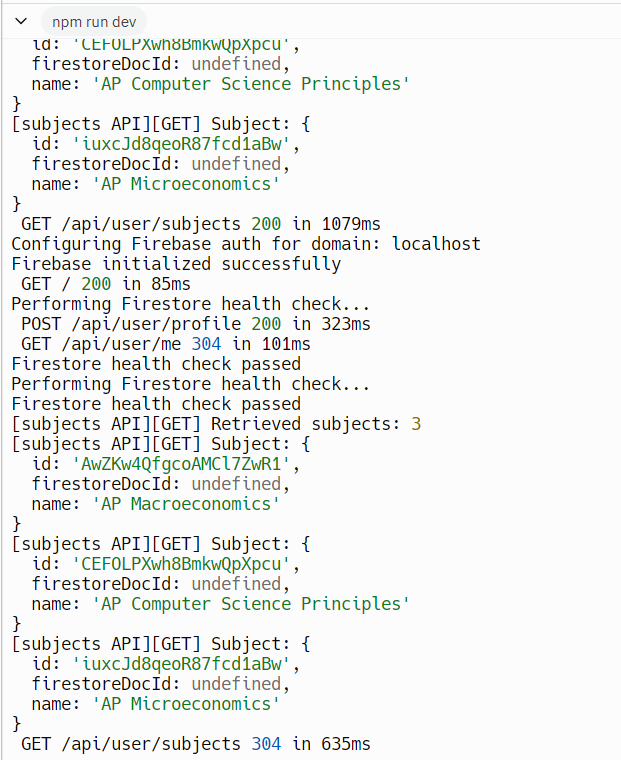 npm run dev
id: 'CEFOLPXwh8BmkwQpXpcu',
firestoreDocId: undefined,
name: 'AP Computer Science Principles'
}
[subjects API][GET] Subject: {
id: 'iuxcJd8qeoR87fcd1aBw',
firestoreDocId: undefined,
name: 'AP Microeconomics'
}
GET /api/user/subjects 200 in 1079ms
Configuring Firebase auth for domain: localhost
Firebase initialized successfully
GET / 200 in 85ms
Performing Firestore health check...
POST /api/user/profile 200 in 323ms
GET /api/user/me 304 in 101ms
Firestore health check passed
Performing Firestore health check...
Firestore health check passed
[subjects API][GET] Retrieved subjects: 3
[subjects API][GET] Subject: {
id: 'AwZKw4QfgcoAMCl7ZwR1',
firestoreDocId: undefined,
name: 'AP Macroeconomics'
}
[subjects API][GET] Subject: {
id: 'CEFOLPXwh8BmkwQpXpcu',
firestoreDocId: undefined,
name: 'AP Computer Science Principles'
}
[subjects API][GET] Subject: {
id: 'iuxcJd8qeoR87fcd1aBw',
firestoreDocId: undefined,
name: 'AP Microeconomics'
}
GET /api/user/subjects 304 in 635ms